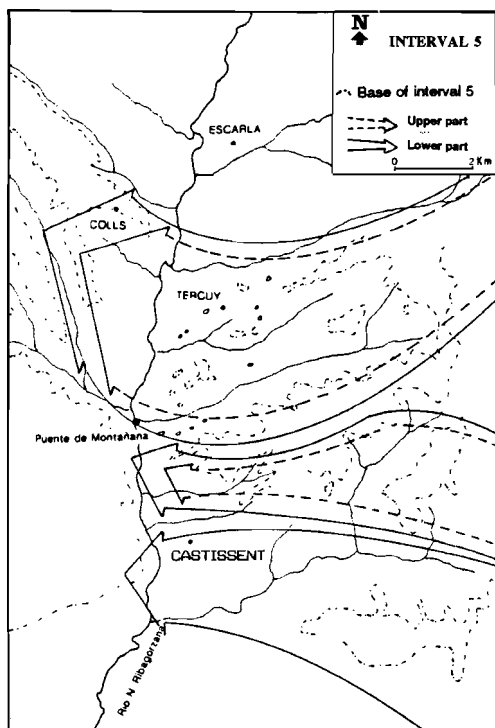 N
INTERVAL 5
Base of interval 5
Upper part
Lower part
0 2 Km
ESCARLA
COLLS
TERCUY
Puente de Montañana
CASTISSENT
Rio N Ribagorzana